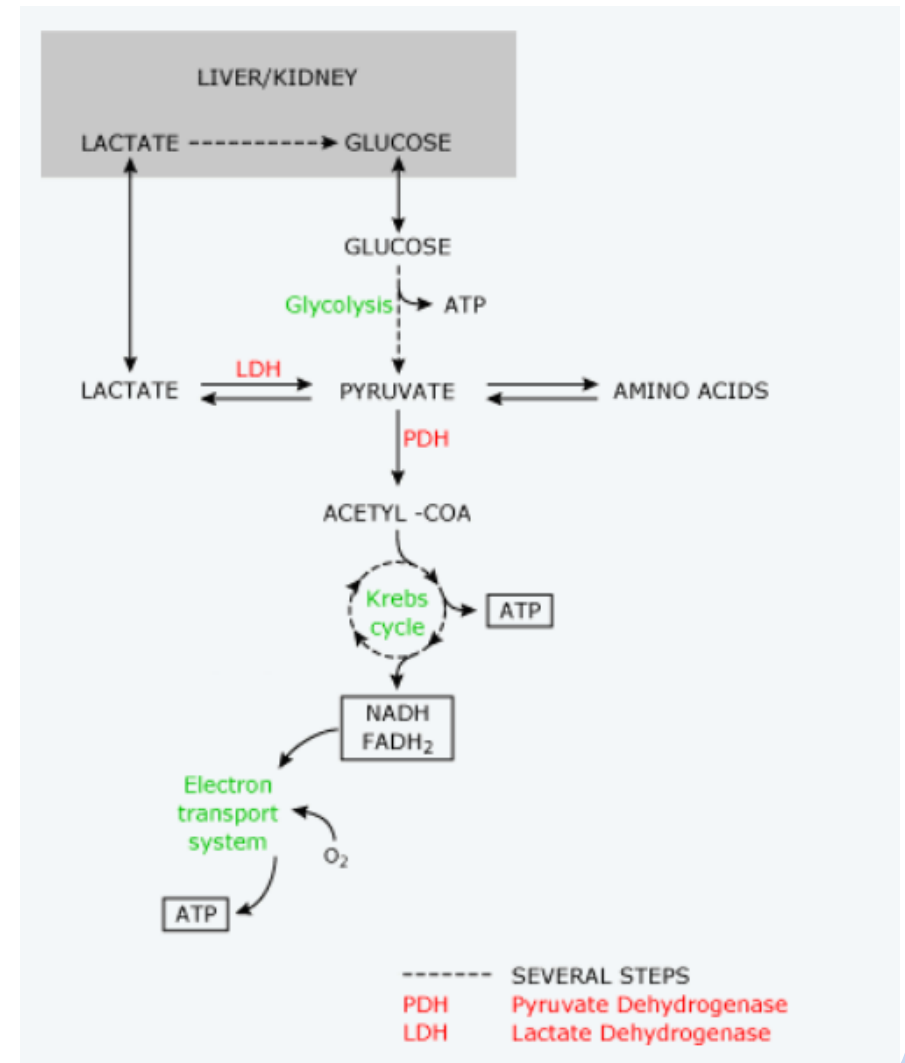 LIVER/KIDNEY
LACTATE GLUCOSE
GLUCOSE
Glycolysis ATP
LDH
LACTATE PYRUVATE AMINO ACIDS
PDH
ACETYL -COA
Krebs
cycle
ATP
NADH
FADH₂
Electron
transport
system
O₂
ATP
SEVERAL STEPS
PDH Pyruvate Dehydrogenase
LDH Lactate Dehydrogenase